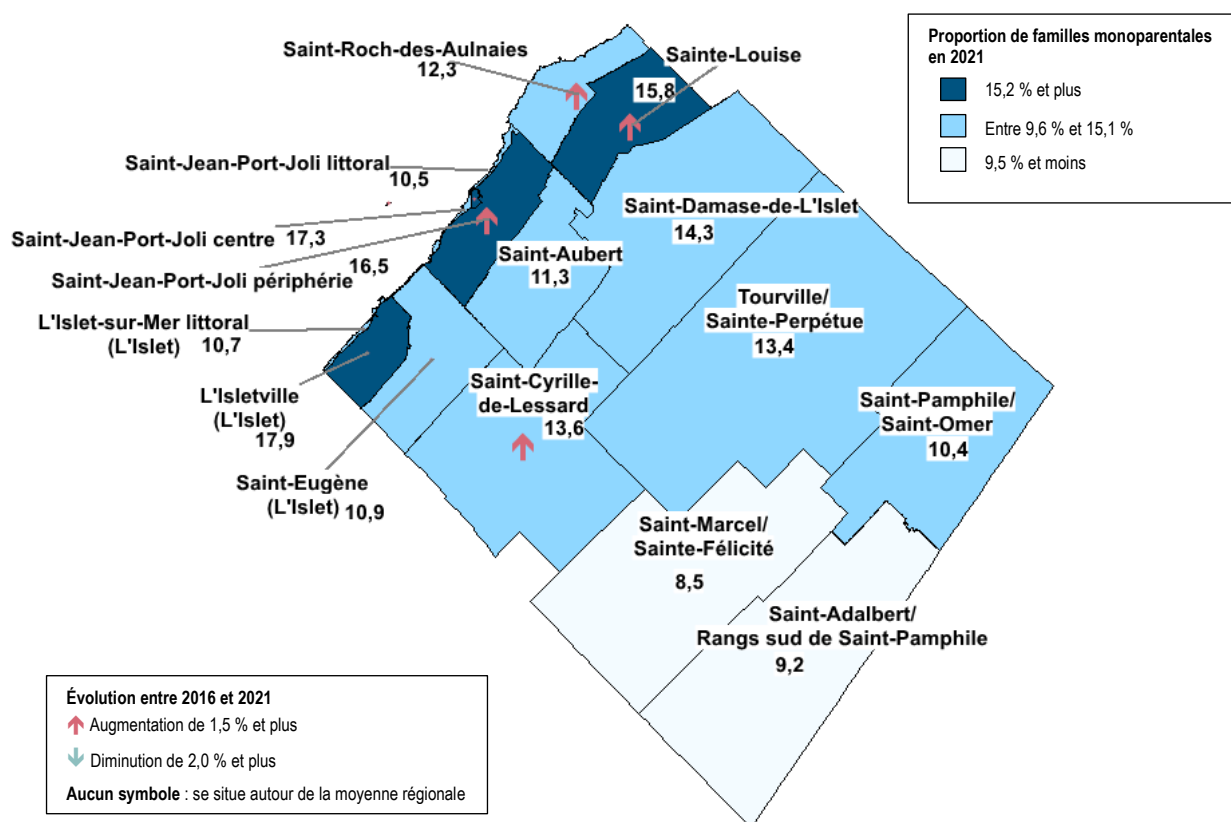 Saint-Roch-des-Aulnaies
12,3
Sainte-Louise
15,8
Proportion de familles monoparentales
en 2021
15,2 % et plus
Entre 9,6 % et 15,1 %
9,5 % et moins
Saint-Jean-Port-Joli littoral
10,5
Saint-Jean-Port-Joli centre 17,3
Saint-Jean-Port-Joli périphérie
16,5
Saint-Damase-de-L'Islet
14,3
Saint-Aubert
11,3
L'Islet-sur-Mer littoral
(L'Islet) 10,7
Tourville/
Sainte-Perpétue
13,4
L'Isletville
(L'Islet)
17,9
Saint-Cyrille-
de-Lessard
13,6
Saint-Pamphile/
Saint-Omer
10,4
Saint-Eugène
(L'Islet) 10,9
Saint-Marcel/
Sainte-Félicité
8,5
Saint-Adalbert/
Rangs sud de Saint-Pamphile
9,2
Évolution entre 2016 et 2021
Augmentation de 1,5 % et plus
Diminution de 2,0 % et plus
Aucun symbole : se situe autour de la moyenne régionale